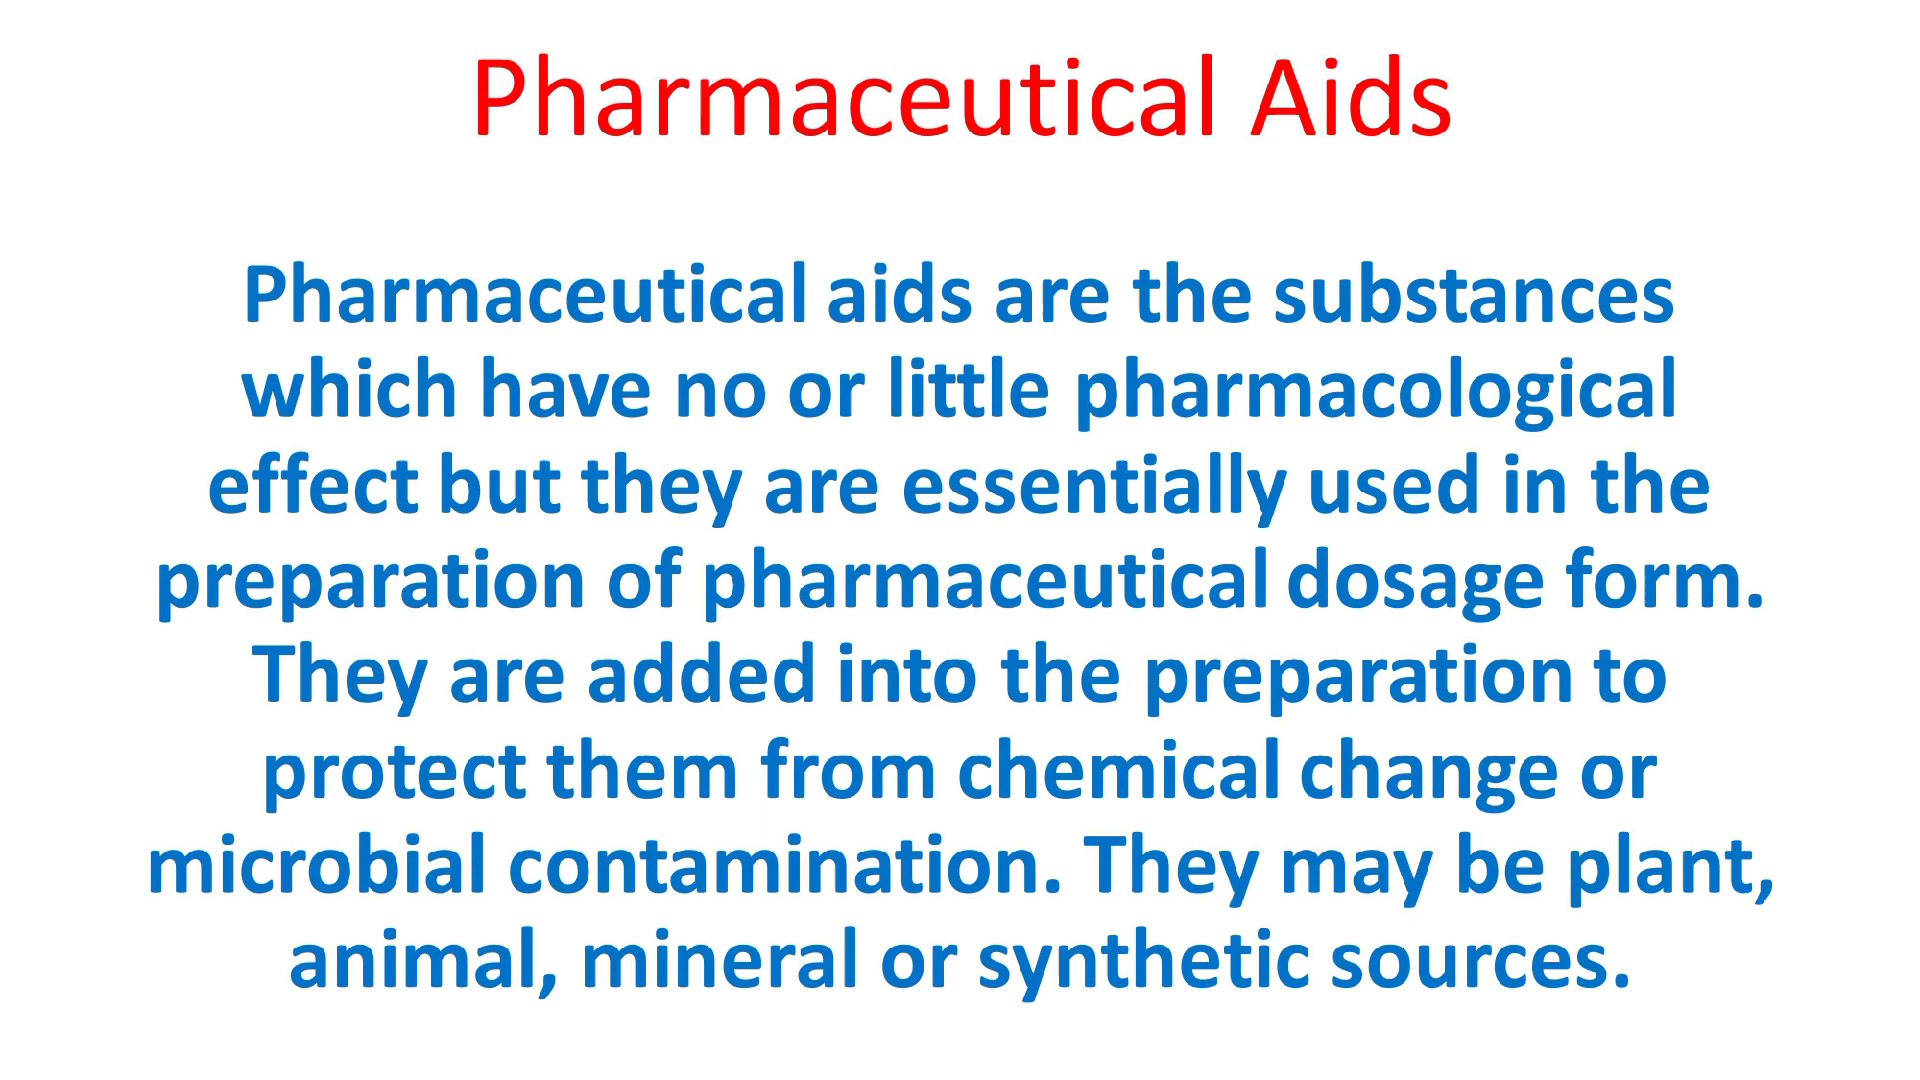 Pharmaceutical Aids
Pharmaceutical aids are the substances
which have no or little pharmacological
effect but they are essentially used in the
preparation of pharmaceutical dosage form.
They are added into the preparation to
protect them from chemical change or
microbial contamination. They may be plant,
animal, mineral or synthetic sources.